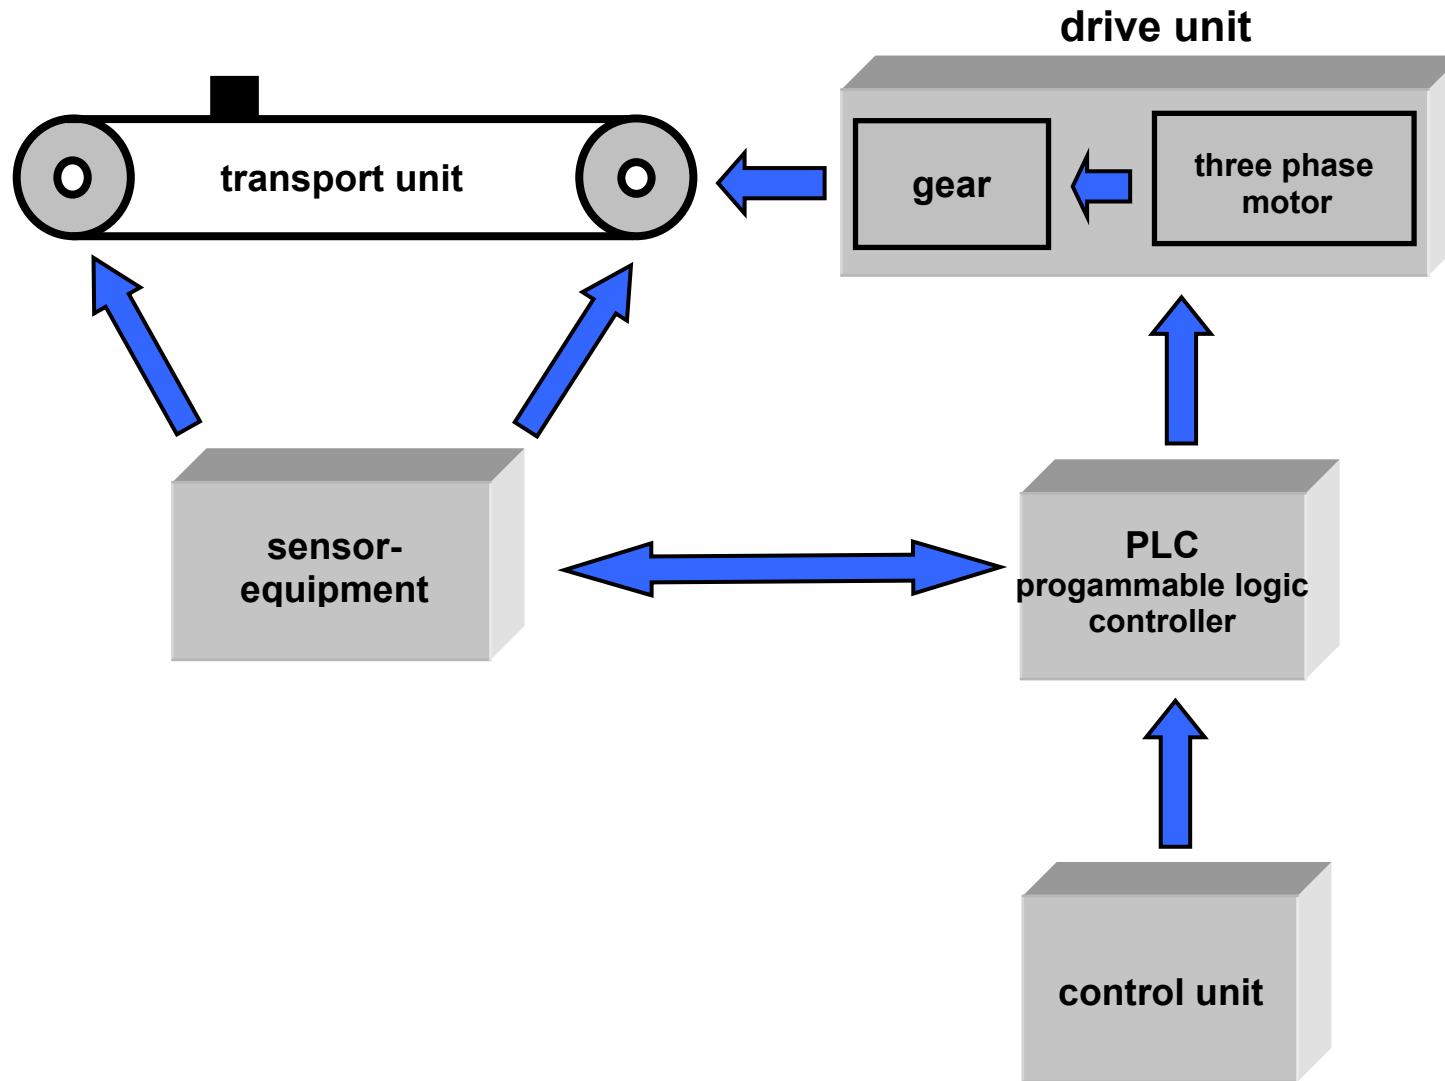 drive unit
transport unit
gear
three phase
motor
sensor-
equipment
PLC
progammable logic
controller
control unit